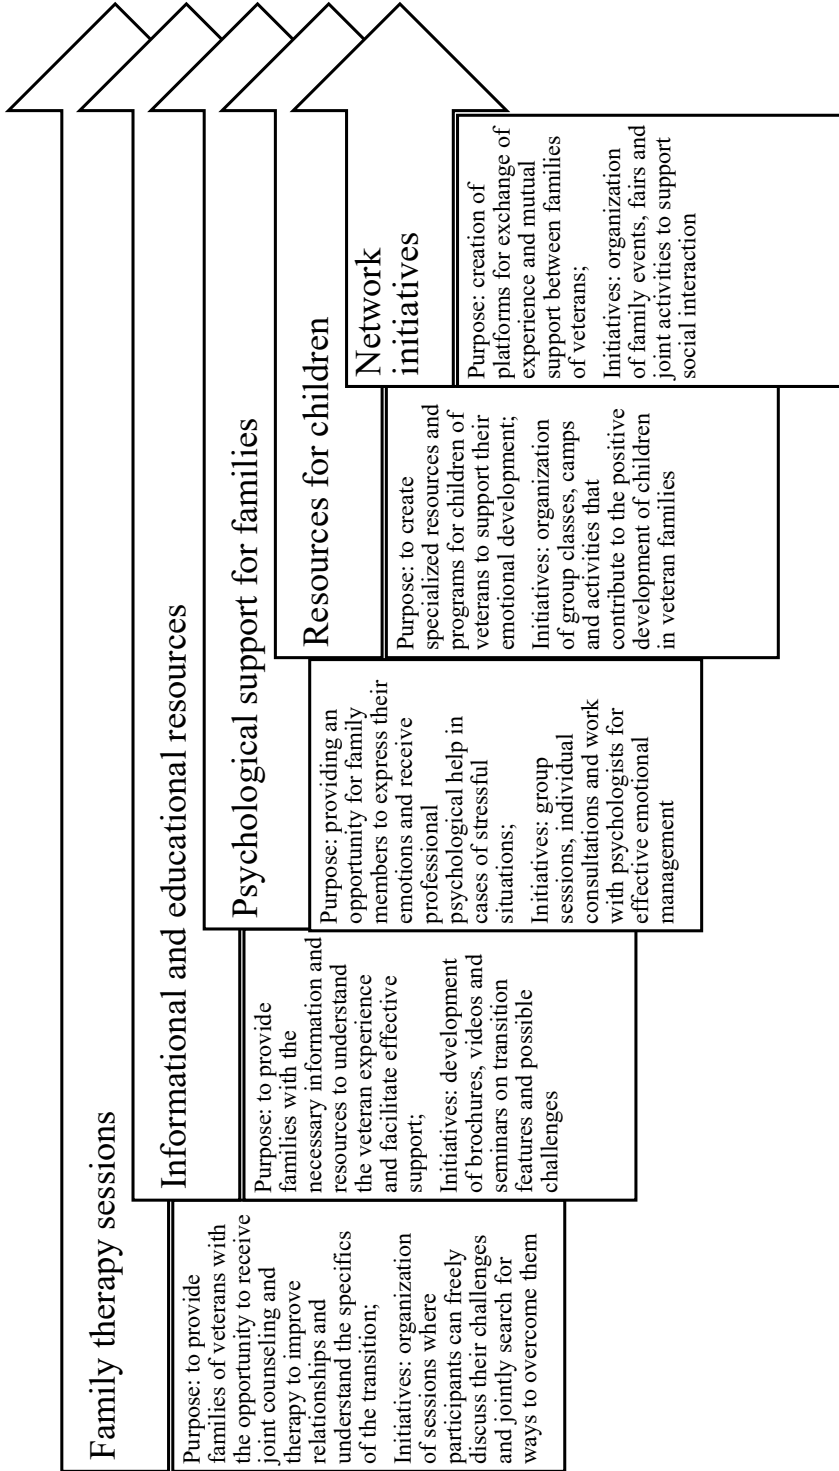 Family therapy sessions
Purpose: to provide
families of veterans with
the opportunity to receive
joint counseling and
therapy to improve
relationships and
understand the specifics
of the transition;
Initiatives: organization
of sessions where
participants can freely
discuss their challenges
and jointly search for
ways to overcome them
Informational and educational resources
Purpose: to provide
families with the
necessary information and
resources to understand
the veteran experience
and facilitate effective
support;
Initiatives: development
of brochures, videos and
seminars on transition
features and possible
challenges
Psychological support for families
Purpose: providing an
opportunity for family
members to express their
emotions and receive
professional
psychological help in
cases of stressful
situations;
Initiatives: group
sessions, individual
consultations and work
with psychologists for
effective emotional
management
Resources for children
Purpose: to create
specialized resources and
programs for children of
veterans to support their
emotional development;
Initiatives: organization
of group classes, camps
and activities that
contribute to the positive
development of children
in veteran families
Network
initiatives
Purpose: creation of
platforms for exchange of
experience and mutual
support between families
of veterans;
Initiatives: organization
of family events, fairs and
joint activities to support
social interaction